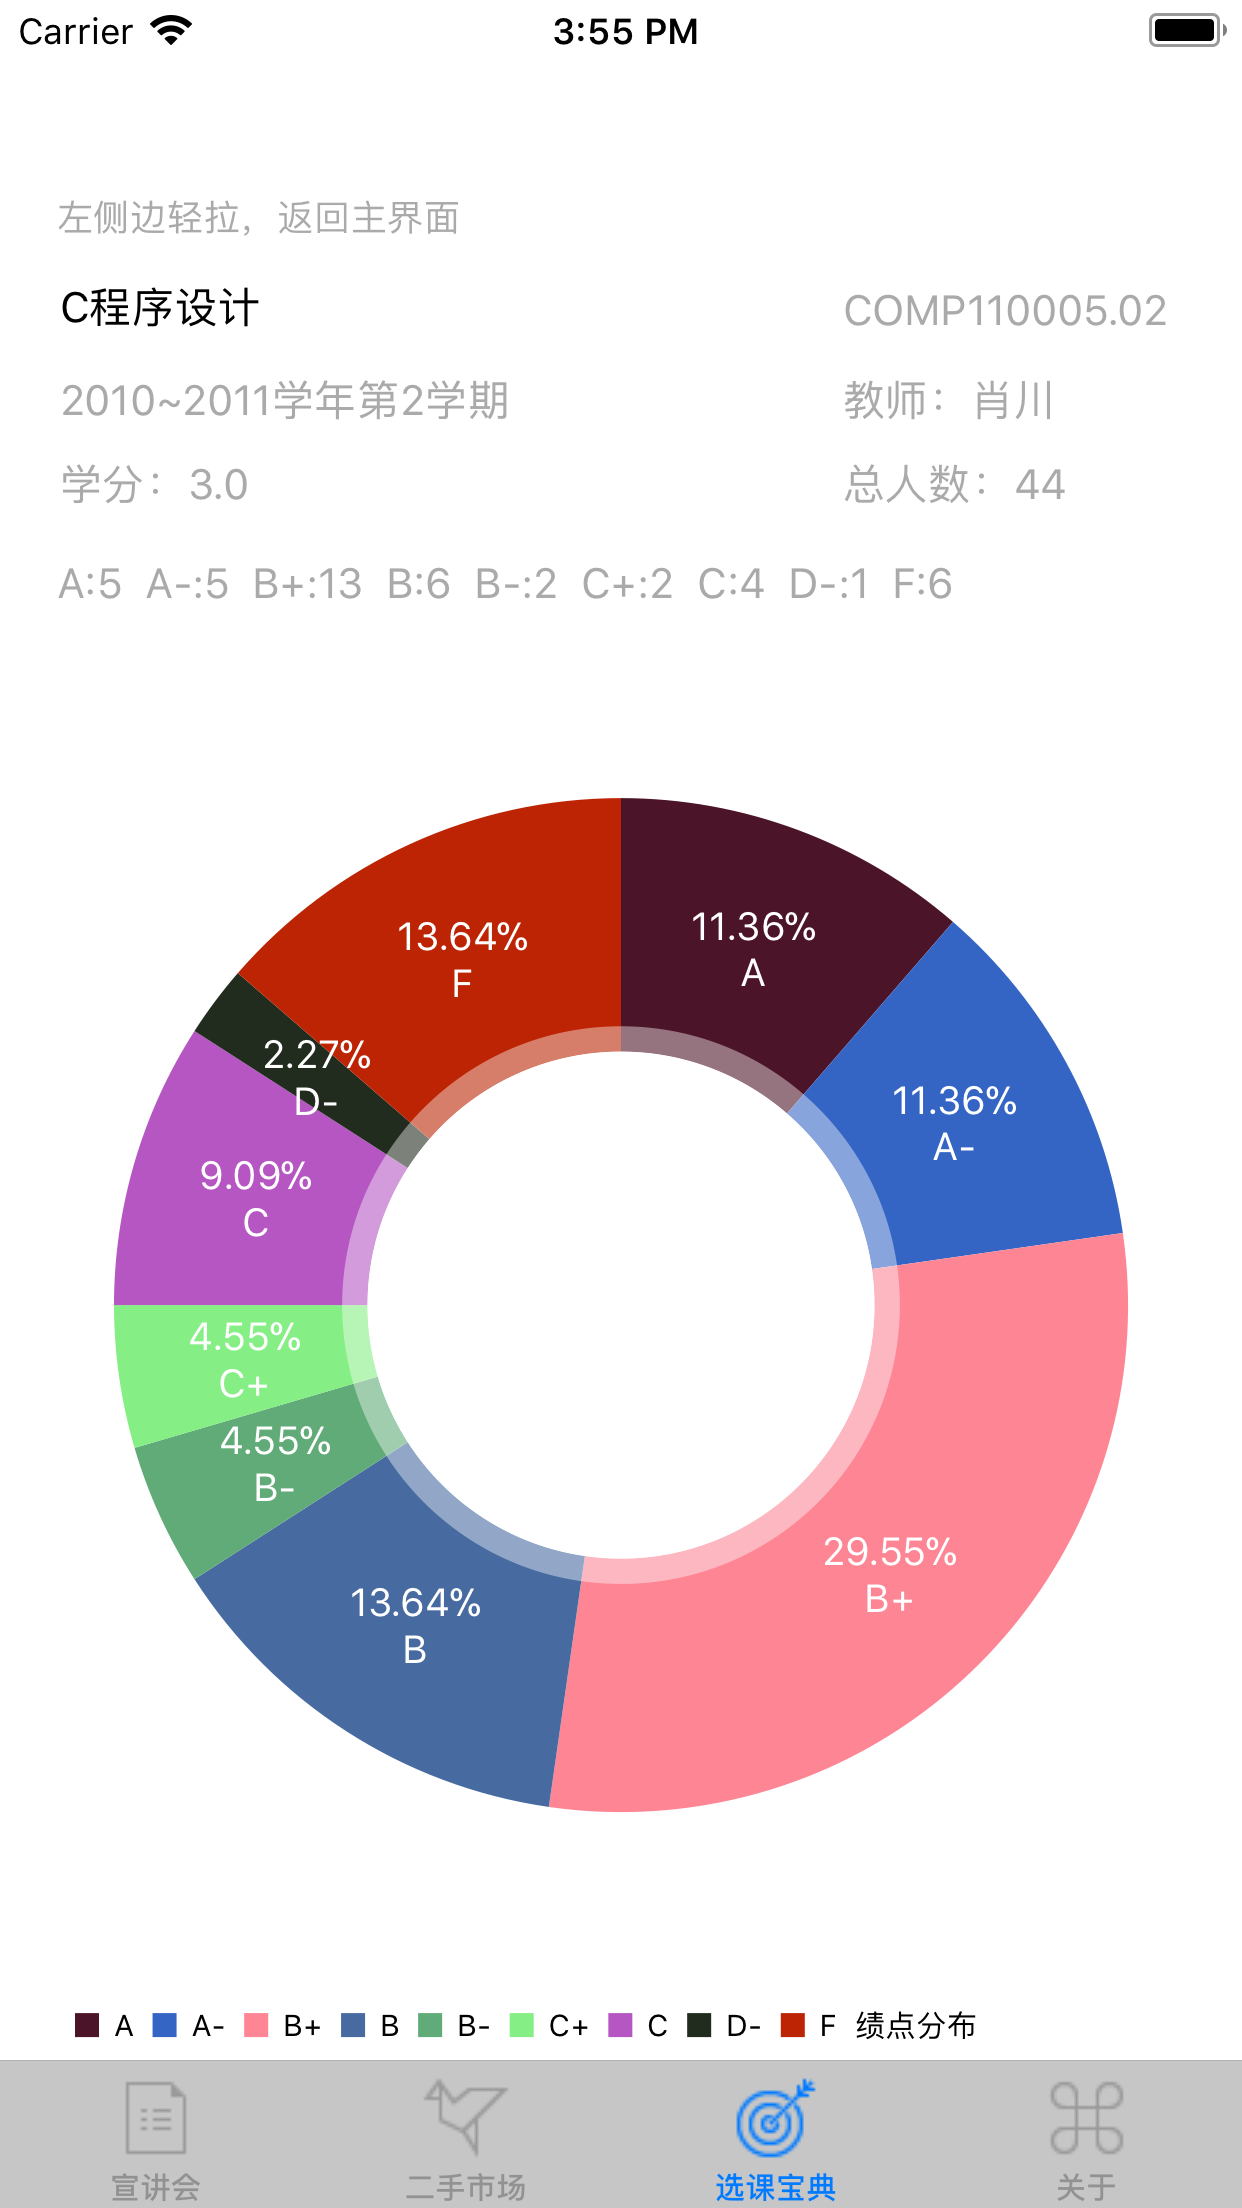 Carrier 3:55 PM
左侧边轻拉，返回主界面
C程序设计 COMP110005.02
2010~2011学年第2学期 教师：肖川
学分：3.0 总人数：44
A:5 A-:5 B+:13 B:6 B-:2 C+:2 C:4 D-:1 F:6
11.36%
A
13.64%
F
2.27%
D-
11.36%
A-
9.09%
C
4.55%
C+
4.55%
B-
29.55%
B+
13.64%
B
A A- B+ B B- C+ C D- F 绩点分布
宣讲会 二手市场 选课宝典 关于